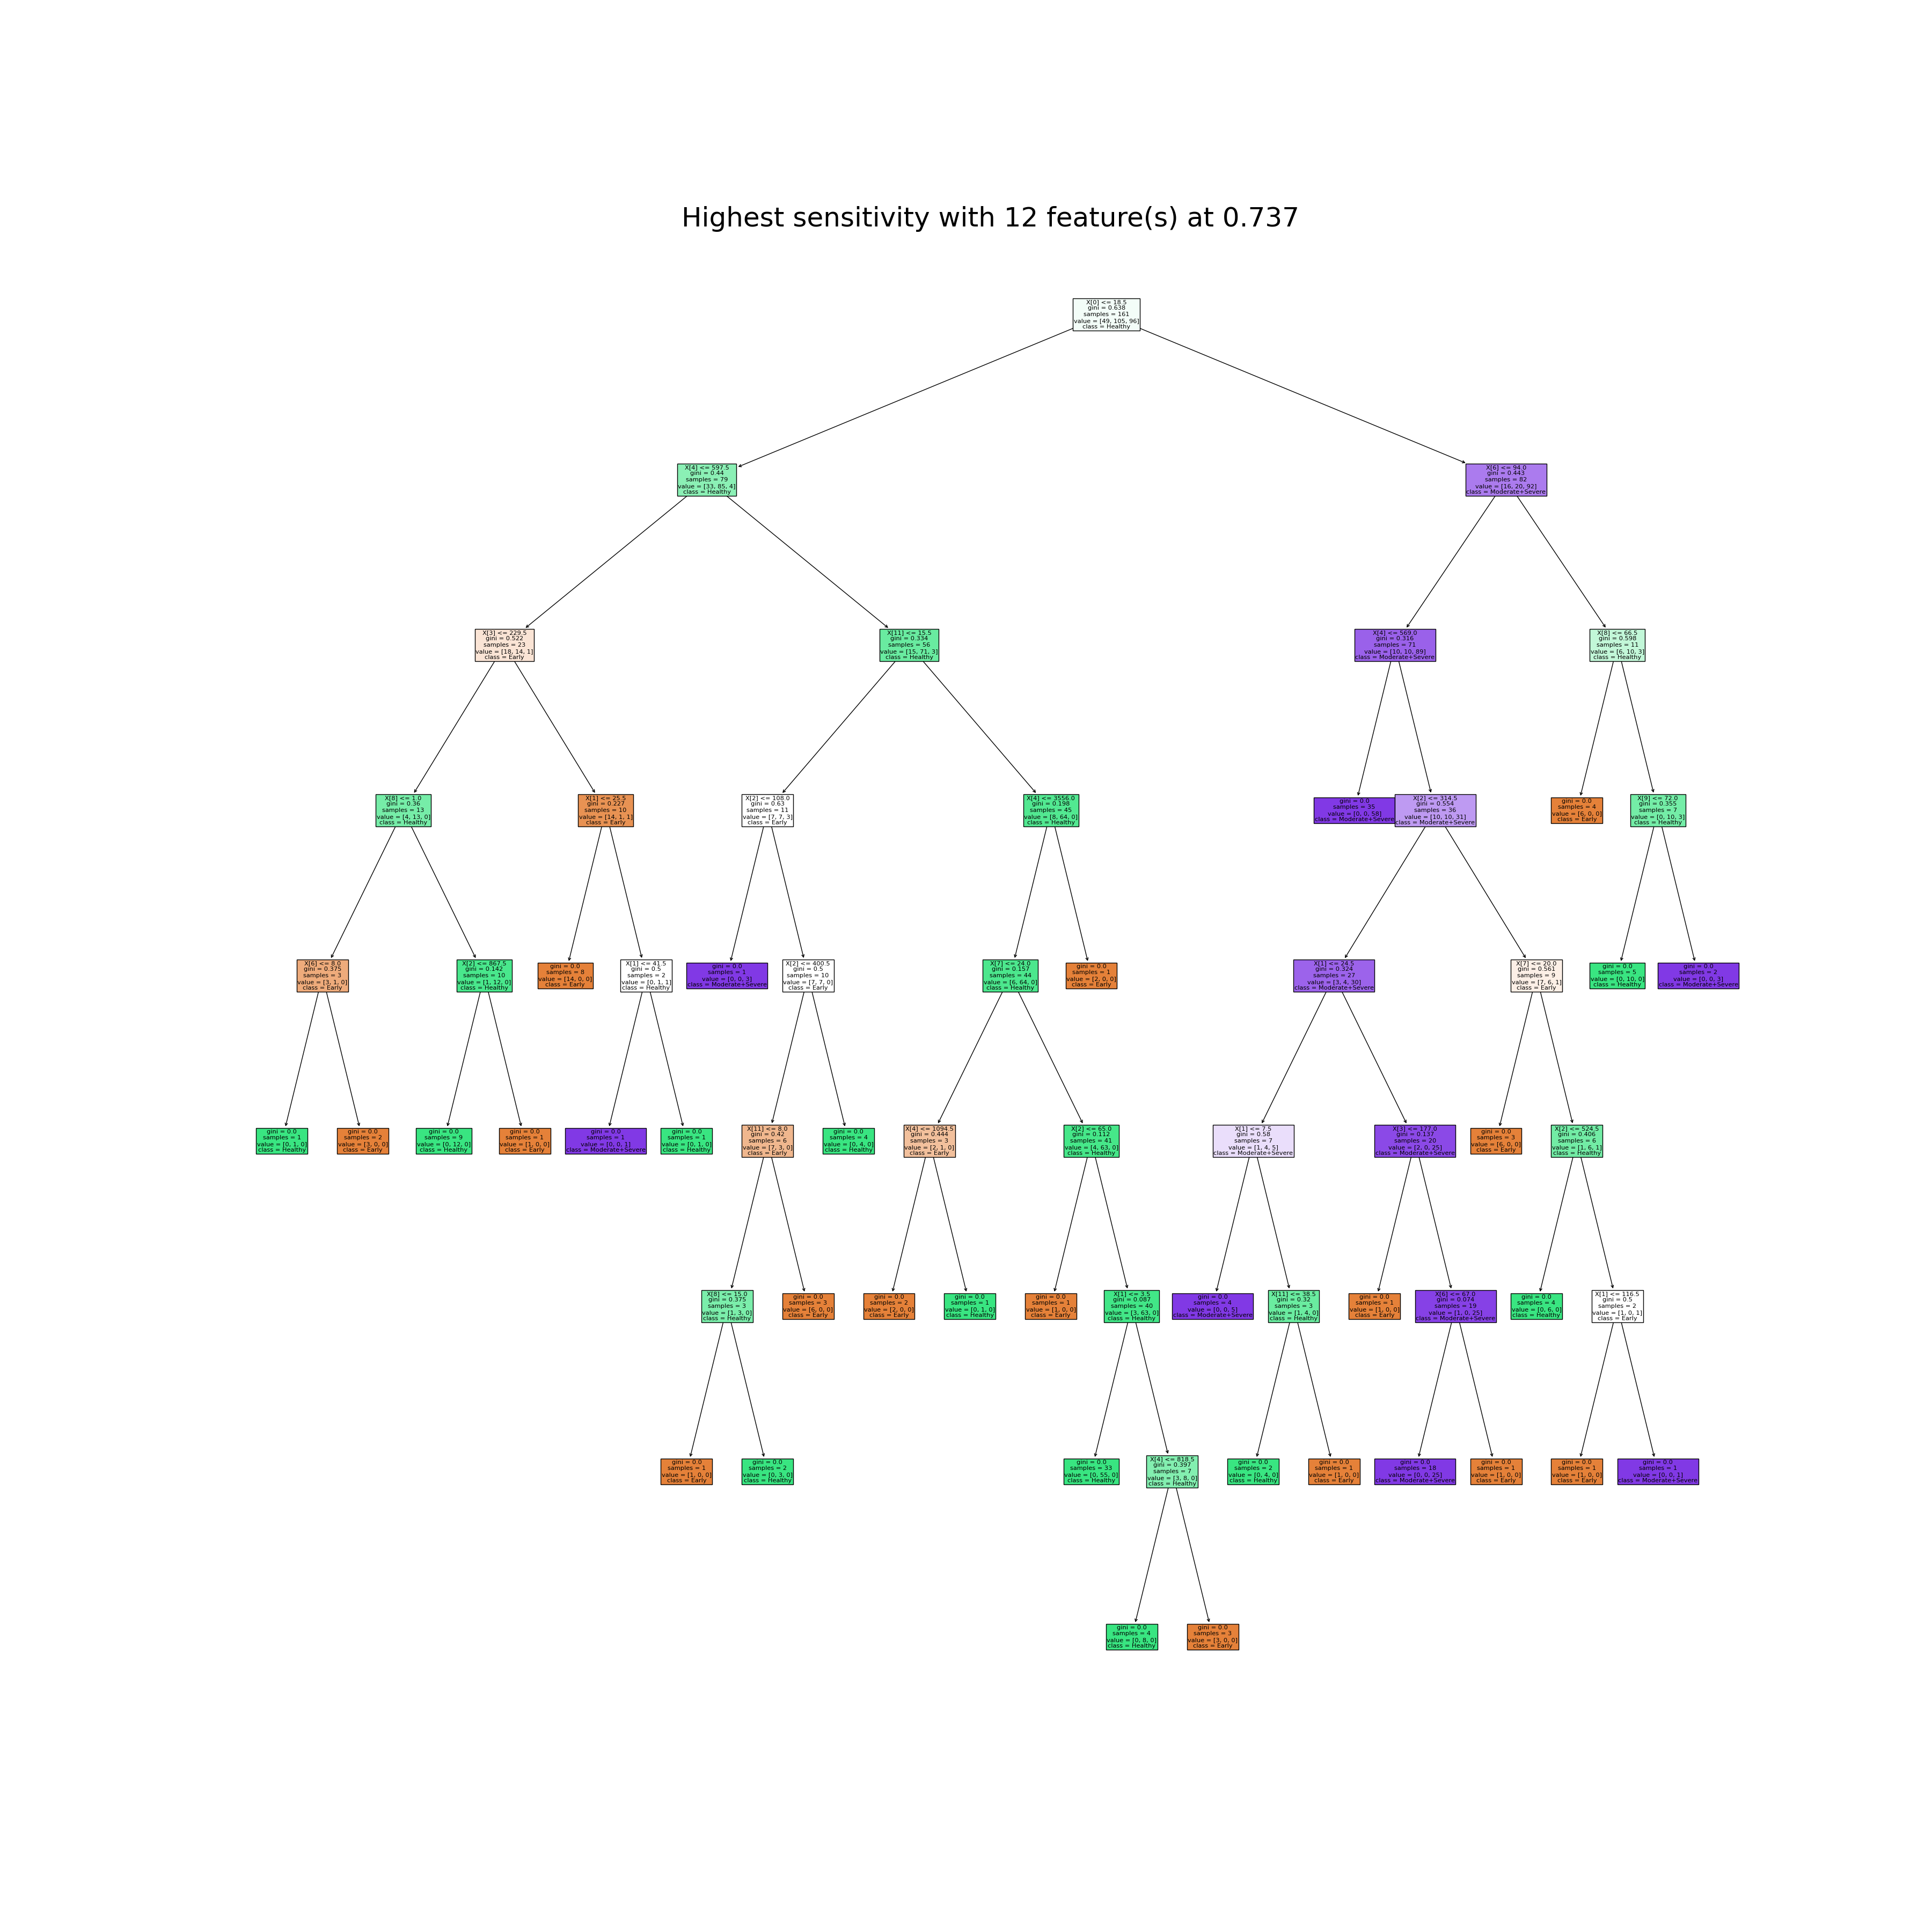 Highest sensitivity with 12 feature(s) at 0.737
X[0] <= 18.5
gini = 0.638
samples = 161
value = [49, 105, 96]
class = Healthy
X[4] <= 597.5
gini = 0.44
samples = 79
value = [33, 85, 4]
class = Healthy
X[6] <= 94.0
gini = 0.443
samples = 82
value = [16, 20, 92]
class = Moderate+Severe
X[3] <= 229.5
gini = 0.522
samples = 23
value = [18, 14, 1]
class = Early
X[11] <= 15.5
gini = 0.334
samples = 56
value = [15, 71, 3]
class = Healthy
X[4] <= 569.0
gini = 0.316
samples = 71
value = [10, 10, 89]
class = Moderate+Severe
X[8] <= 66.5
gini = 0.598
samples = 11
value = [6, 10, 3]
class = Healthy
X[8] <= 1.0
gini = 0.36
samples = 13
value = [4, 13, 0]
class = Healthy
X[1] <= 25.5
gini = 0.227
samples = 10
value = [14, 1, 1]
class = Early
X[2] <= 108.0
gini = 0.63
samples = 11
value = [7, 7, 3]
class = Early
X[4] <= 3556.0
gini = 0.198
samples = 45
value = [8, 64, 0]
class = Healthy
gini = 0.0
samples = 35
value = [0, 0, 58]
class = Moderate+Severe
X[2] <= 314.5
gini = 0.554
samples = 36
value = [10, 10, 31]
class = Moderate+Severe
gini = 0.0
samples = 4
value = [6, 0, 0]
class = Early
X[9] <= 72.0
gini = 0.355
samples = 7
value = [0, 10, 3]
class = Healthy
X[6] <= 8.0
gini = 0.375
samples = 3
value = [3, 1, 0]
class = Early
X[2] <= 867.5
gini = 0.142
samples = 10
value = [1, 12, 0]
class = Healthy
gini = 0.0
samples = 8
value = [14, 0, 0]
class = Early
X[1] <= 41.5
gini = 0.5
samples = 2
value = [0, 1, 1]
class = Healthy
gini = 0.0
samples = 1
value = [0, 0, 3]
class = Moderate+Severe
X[2] <= 400.5
gini = 0.5
samples = 10
value = [7, 7, 0]
class = Early
X[7] <= 24.0
gini = 0.157
samples = 44
value = [6, 64, 0]
class = Healthy
gini = 0.0
samples = 1
value = [2, 0, 0]
class = Early
X[1] <= 24.5
gini = 0.324
samples = 27
value = [3, 4, 30]
class = Moderate+Severe
X[7] <= 20.0
gini = 0.561
samples = 9
value = [7, 6, 1]
class = Early
gini = 0.0
samples = 5
value = [0, 10, 0]
class = Healthy
gini = 0.0
samples = 2
value = [0, 0, 3]
class = Moderate+Severe
gini = 0.0
samples = 1
value = [0, 1, 0]
class = Healthy
gini = 0.0
samples = 2
value = [3, 0, 0]
class = Early
gini = 0.0
samples = 9
value = [0, 12, 0]
class = Healthy
gini = 0.0
samples = 1
value = [1, 0, 0]
class = Early
gini = 0.0
samples = 1
value = [0, 0, 1]
class = Moderate+Severe
gini = 0.0
samples = 1
value = [0, 1, 0]
class = Healthy
X[11] <= 8.0
gini = 0.42
samples = 6
value = [7, 3, 0]
class = Early
gini = 0.0
samples = 4
value = [0, 4, 0]
class = Healthy
X[4] <= 1094.5
gini = 0.444
samples = 3
value = [2, 1, 0]
class = Early
X[2] <= 65.0
gini = 0.112
samples = 41
value = [4, 63, 0]
class = Healthy
X[1] <= 7.5
gini = 0.58
samples = 7
value = [1, 4, 5]
class = Moderate+Severe
X[3] <= 177.0
gini = 0.137
samples = 20
value = [2, 0, 25]
class = Moderate+Severe
gini = 0.0
samples = 3
value = [6, 0, 0]
class = Early
X[2] <= 524.5
gini = 0.406
samples = 6
value = [1, 6, 1]
class = Healthy
X[8] <= 15.0
gini = 0.375
samples = 3
value = [1, 3, 0]
class = Healthy
gini = 0.0
samples = 3
value = [6, 0, 0]
class = Early
gini = 0.0
samples = 2
value = [2, 0, 0]
class = Early
gini = 0.0
samples = 1
value = [0, 1, 0]
class = Healthy
gini = 0.0
samples = 1
value = [1, 0, 0]
class = Early
X[1] <= 3.5
gini = 0.087
samples = 40
value = [3, 63, 0]
class = Healthy
gini = 0.0
samples = 4
value = [0, 0, 5]
class = Moderate+Severe
X[11] <= 38.5
gini = 0.32
samples = 3
value = [1, 4, 0]
class = Healthy
gini = 0.0
samples = 1
value = [1, 0, 0]
class = Early
X[6] <= 67.0
gini = 0.074
samples = 19
value = [1, 0, 25]
class = Moderate+Severe
gini = 0.0
samples = 4
value = [0, 6, 0]
class = Healthy
X[1] <= 116.5
gini = 0.5
samples = 2
value = [1, 0, 1]
class = Early
gini = 0.0
samples = 1
value = [1, 0, 0]
class = Early
gini = 0.0
samples = 2
value = [0, 3, 0]
class = Healthy
gini = 0.0
samples = 33
value = [0, 55, 0]
class = Healthy
X[4] <= 818.5
gini = 0.397
samples = 7
value = [3, 8, 0]
class = Healthy
gini = 0.0
samples = 2
value = [0, 4, 0]
class = Healthy
gini = 0.0
samples = 1
value = [1, 0, 0]
class = Early
gini = 0.0
samples = 18
value = [0, 0, 25]
class = Moderate+Severe
gini = 0.0
samples = 1
value = [1, 0, 0]
class = Early
gini = 0.0
samples = 1
value = [1, 0, 0]
class = Early
gini = 0.0
samples = 1
value = [0, 0, 1]
class = Moderate+Severe
gini = 0.0
samples = 4
value = [0, 8, 0]
class = Healthy
gini = 0.0
samples = 3
value = [3, 0, 0]
class = Early